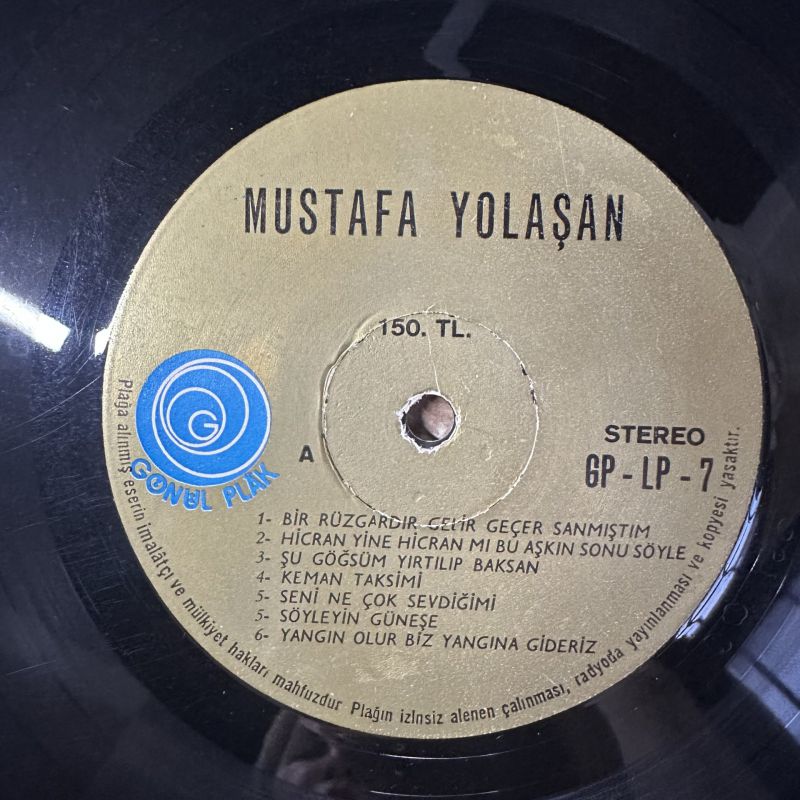 MUSTAFA YOLAŞAN
150. TL.
G
GÖNÜL PLAK
A
STEREO
GP - LP - 7
1- BİR RÜZGARDIR GELİR GEÇER SANMIŞTIM
2- HİCRAN YİNE HİCRAN MI BU AŞKIN SONU SÖYLE
3- ŞU GÖĞSÜM YIRTILIP BAKSAN
4- KEMAN TAKSİMİ
5- SENİ NE ÇOK SEVDİĞİMİ
5- SÖYLEYİN GÜNEŞE
6- YANGIN OLUR BİZ YANGINA GİDERİZ
Plağa alınmış eserin imalâtçı ve mülkiyet hakları mahfuzdur Plağın izinsiz alenen çalınması, radyoda yayınlanması ve kopyesi yasaktır.